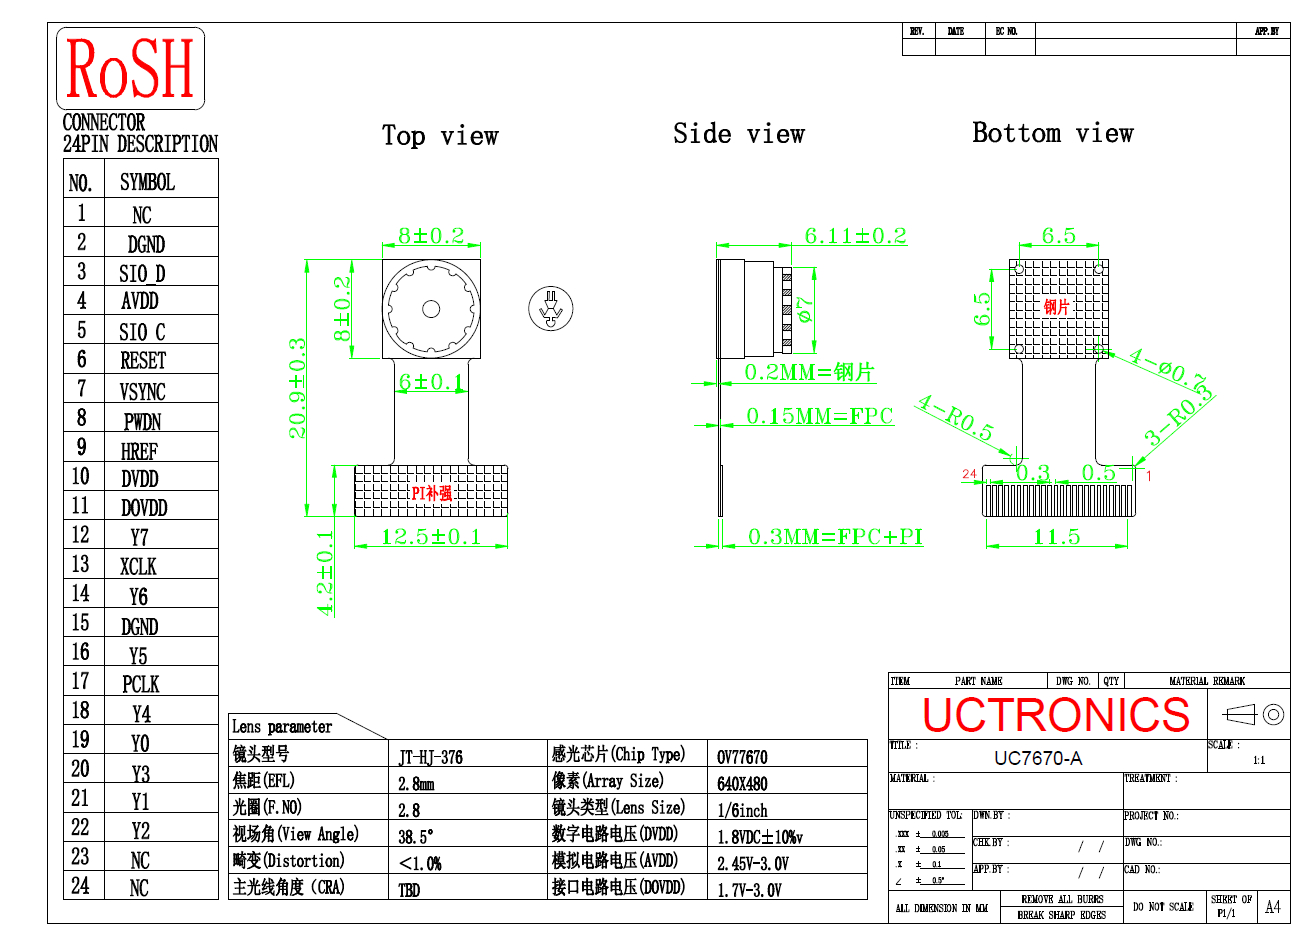 RoSH
CONNECTOR
24PIN DESCRIPTION
NO. SYMBOL
1 NC
2 DGND
3 SIO_D
4 AVDD
5 SIO C
6 RESET
7 VSYNC
8 PWDN
9 HREF
10 DVDD
11 DOVDD
12 Y7
13 XCLK
14 Y6
15 DGND
16 Y5
17 PCLK
18 Y4
19 Y0
20 Y3
21 Y1
22 Y2
23 NC
24 NC
REV. DATE EC NO. APP.BY
Top view
8±0.2
8±0.2
20.9±0.3
6±0.1
PI补强
12.5±0.1
4.2±0.1
Side view
6.11±0.2
ø7
0.2MM=钢片
0.15MM=FPC
0.3MM=FPC+PI
Bottom view
6.5
6.5
钢片
4-ø0.7
4-R0.5
3-R0.3
24
0.3
0.5
1
11.5
Lens parameter
镜头型号 JT-HJ-376 感光芯片(Chip Type) OV77670
焦距(EFL) 2.8mm 像素(Array Size) 640X480
光圈(F.NO) 2.8 镜头类型(Lens Size) 1/6inch
视场角(View Angle) 38.5° 数字电路电压(DVDD) 1.8VDC±10%v
畸变(Distortion) <1.0% 模拟电路电压(AVDD) 2.45V-3.0V
主光线角度 (CRA) TBD 接口电路电压(DOVDD) 1.7V-3.0V
ITEM PART NAME DWG NO. QTY MATERIAL REMARK
UCTRONICS
TITLE :
UC7670-A
SCALE :
1:1
MATERIAL :
TREATMENT :
UNSPECIFIED TOL:
.XXX ± 0.005
.XX ± 0.05
.X ± 0.1
∠ ± 0.5°
DWN.BY :
PROJECT NO.:
CHK.BY : / /
DWG NO.:
APP.BY : / /
CAD NO.:
ALL DIMENSION IN MM
REMOVE ALL BURRS
BREAK SHARP EDGES
DO NOT SCALE
SHEET OF
P1/1
A4